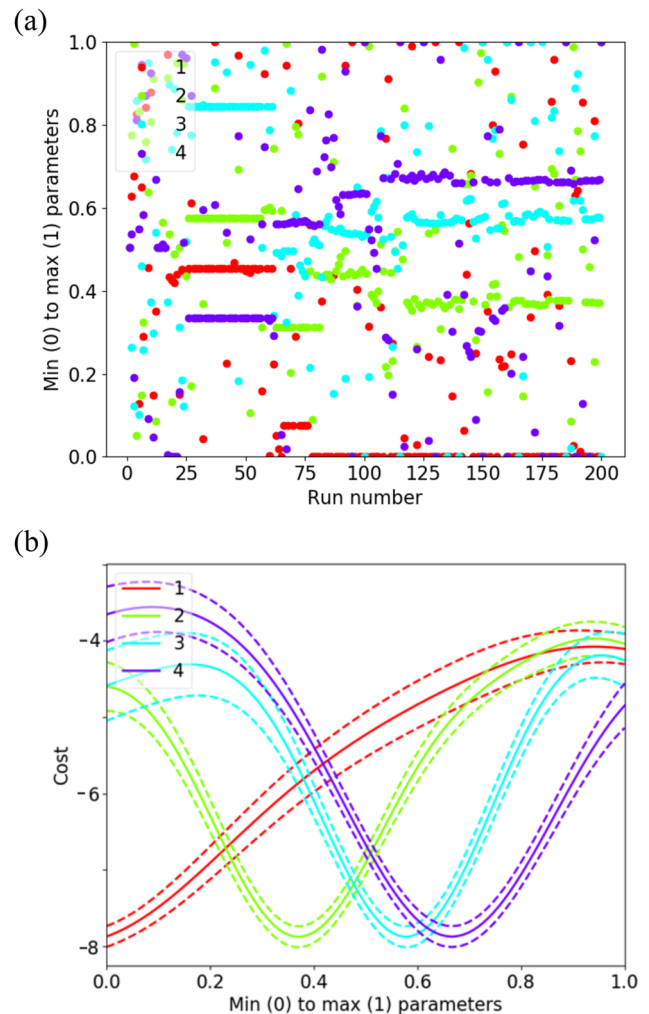 (a)
1.0
0.8
0.6
0.4
0.2
0.0
Min (0) to max (1) parameters
1
2
3
4
0 25 50 75 100 125 150 175 200
Run number
(b)
-4
-6
-8
Cost
1
2
3
4
0.0 0.2 0.4 0.6 0.8 1.0
Min (0) to max (1) parameters